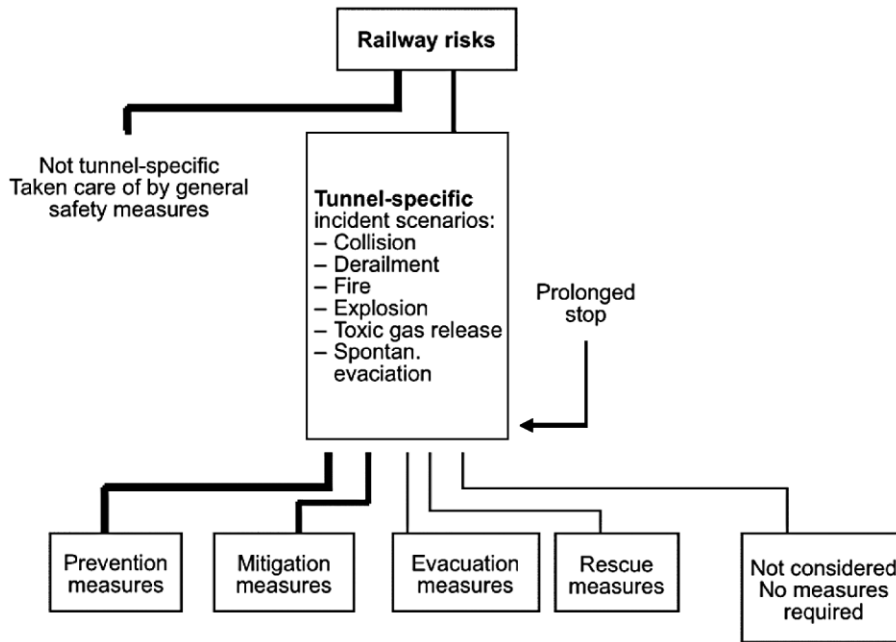 Railway risks
Not tunnel-specific
Taken care of by general
safety measures
Tunnel-specific
incident scenarios:
– Collision
– Derailment
– Fire
– Explosion
– Toxic gas release
– Spontan.
evaciation
Prolonged
stop
Prevention
measures
Mitigation
measures
Evacuation
measures
Rescue
measures
Not considered
No measures
required